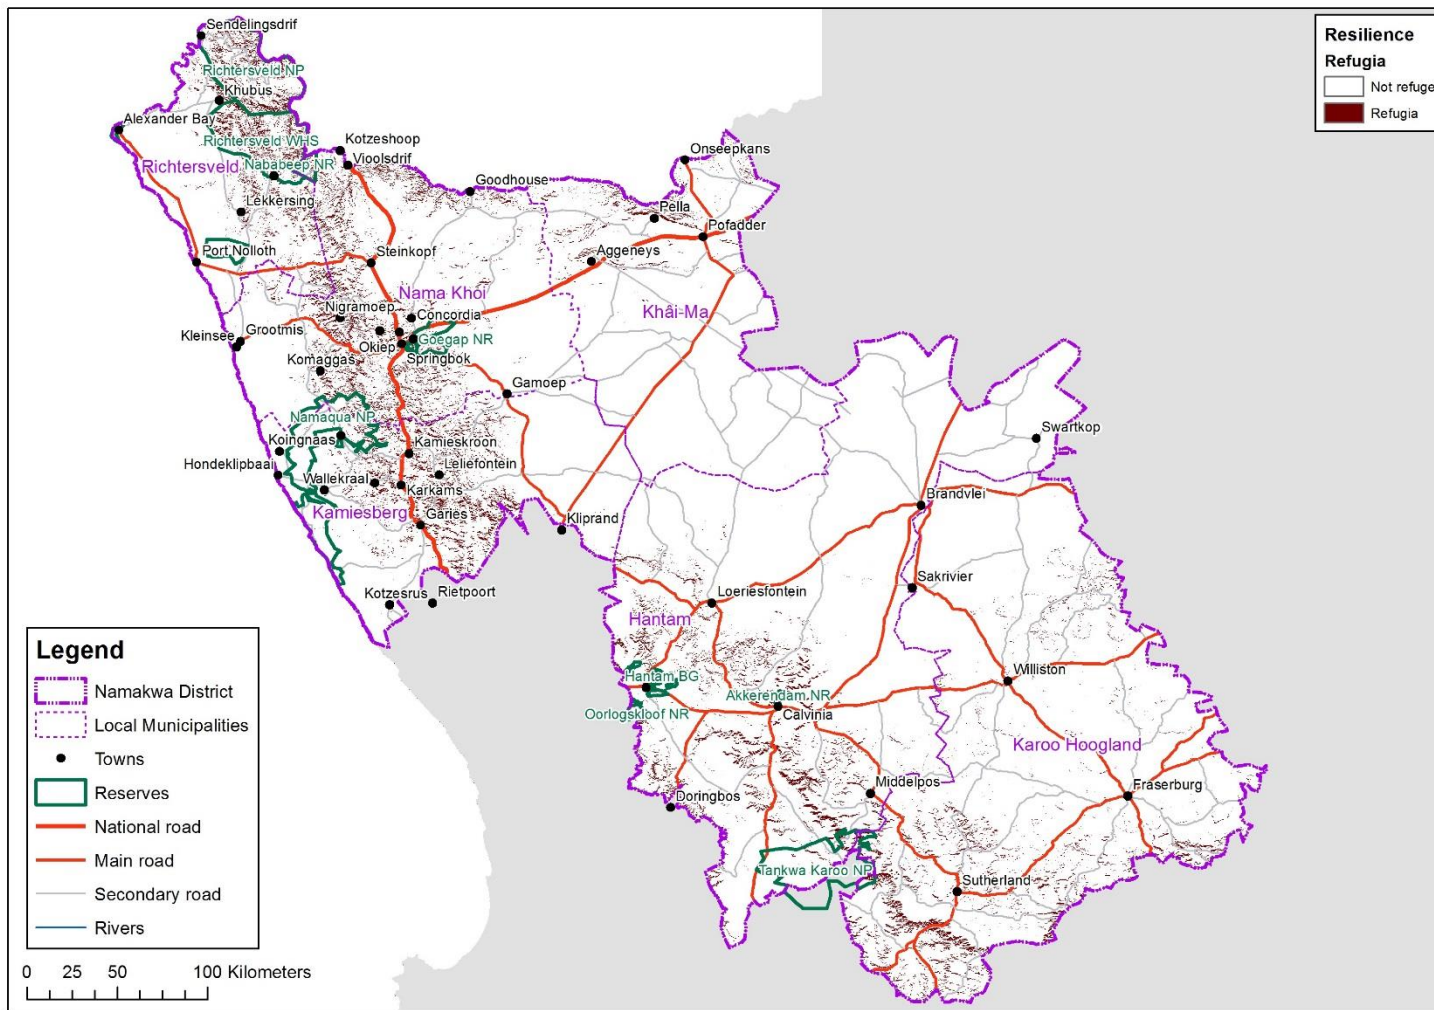 Sendelingsdrif
Richtersveld NP
Khubus
Alexander Bay
Richtersveld WHS
Richtersveld
Nababeep NR
Kotzeshoop
Vioolsdrif
Goodhouse
Onseepkans
Lekkersing
Pella
Pofadder
Port Nolloth
Steinkopf
Aggeneys
Nama Khoi
Khâi-Ma
Nigramoep
Concordia
Kleinsee
Grootmis
Okiep
Goegap NR
Springbok
Komaggas
Gamoep
Namaqua NP
Koingnaas
Kamieskroon
Swartkop
Hondeklipbaai
Wallekraal
Leliefontein
Karkams
Kamiesberg
Garies
Kliprand
Brandvlei
Sakrivier
Kotzesrus
Rietpoort
Loeriesfontein
Hantam
Hantam BG
Akkerendam NR
Oorlogskloof NR
Calvinia
Williston
Karoo Hoogland
Doringbos
Middelpos
Fraserburg
Tankwa Karoo NP
Sutherland
Resilience
Refugia
Not refuge
Refugia
Legend
Namakwa District
Local Municipalities
Towns
Reserves
National road
Main road
Secondary road
Rivers
0 25 50 100 Kilometers